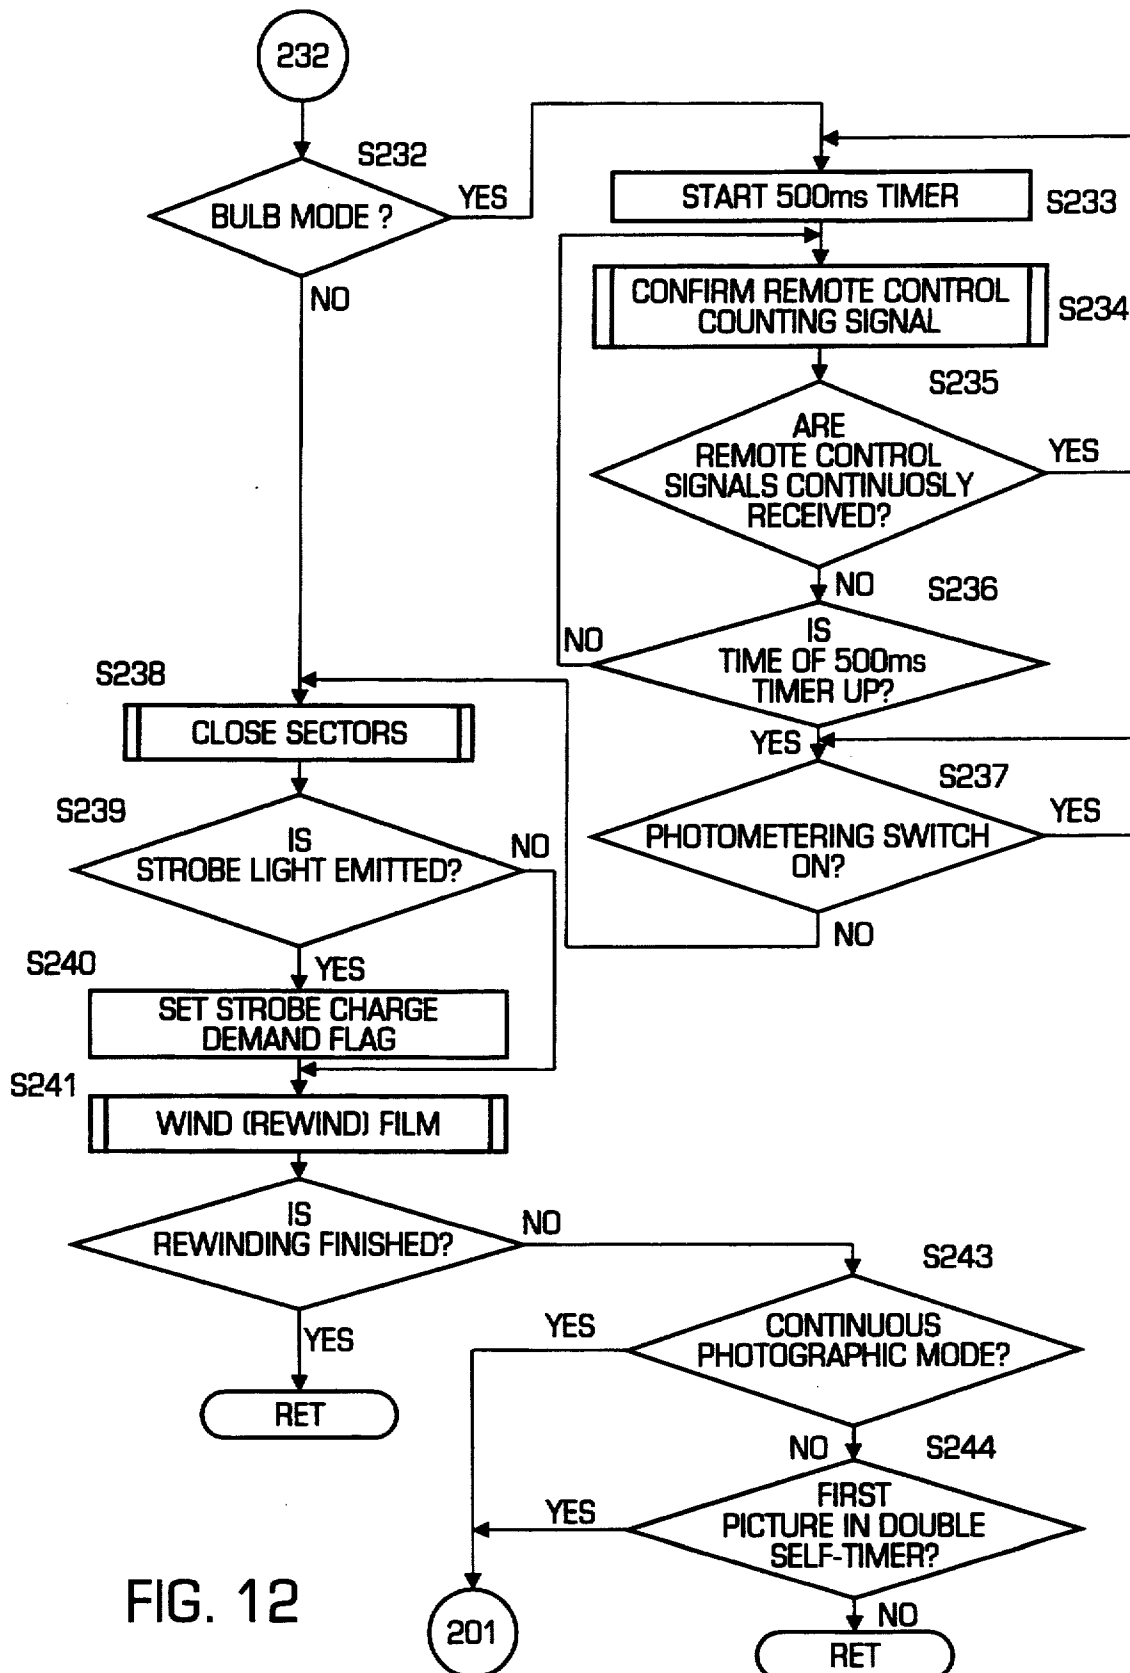 232
S232
BULB MODE ?
YES
NO
START 500ms TIMER
S233
CONFIRM REMOTE CONTROL
COUNTING SIGNAL
S234
S235
ARE
REMOTE CONTROL
SIGNALS CONTINUOSLY
RECEIVED?
YES
NO
S236
IS
TIME OF 500ms
TIMER UP?
NO
YES
S237
PHOTOMETERING SWITCH
ON?
YES
NO
S238
CLOSE SECTORS
S239
IS
STROBE LIGHT EMITTED?
NO
YES
S240
SET STROBE CHARGE
DEMAND FLAG
S241
WIND (REWIND) FILM
IS
REWINDING FINISHED?
NO
YES
RET
S243
CONTINUOUS
PHOTOGRAPHIC MODE?
YES
NO
S244
FIRST
PICTURE IN DOUBLE
SELF-TIMER?
YES
NO
201
RET
FIG. 12